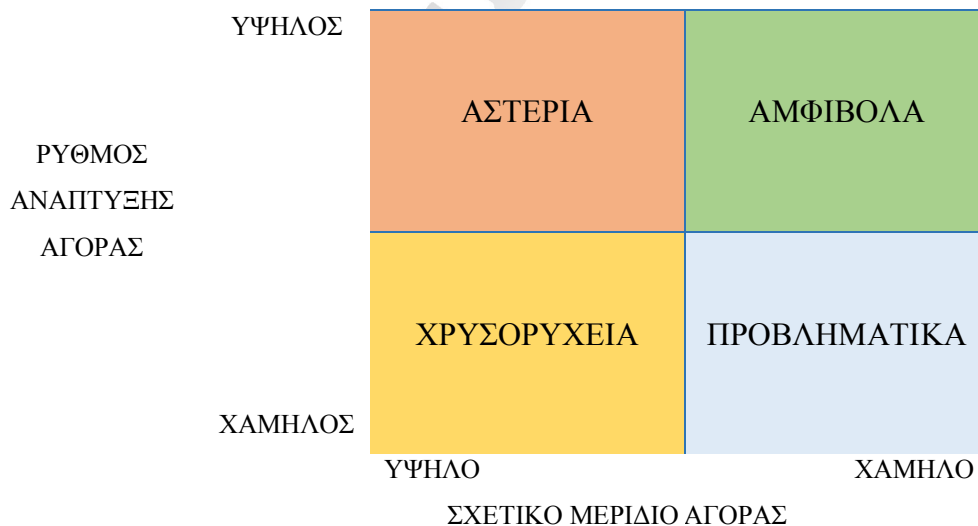 ΥΨΗΛΟΣ
ΑΣΤΕΡΙΑ ΑΜΦΙΒΟΛΑ
ΡΥΘΜΟΣ
ΑΝΑΠΤΥΞΗΣ
ΑΓΟΡΑΣ
ΧΡΥΣΟΡΥΧΕΙΑ ΠΡΟΒΛΗΜΑΤΙΚΑ
ΧΑΜΗΛΟΣ
ΥΨΗΛΟ ΧΑΜΗΛΟ
ΣΧΕΤΙΚΟ ΜΕΡΙΔΙΟ ΑΓΟΡΑΣ